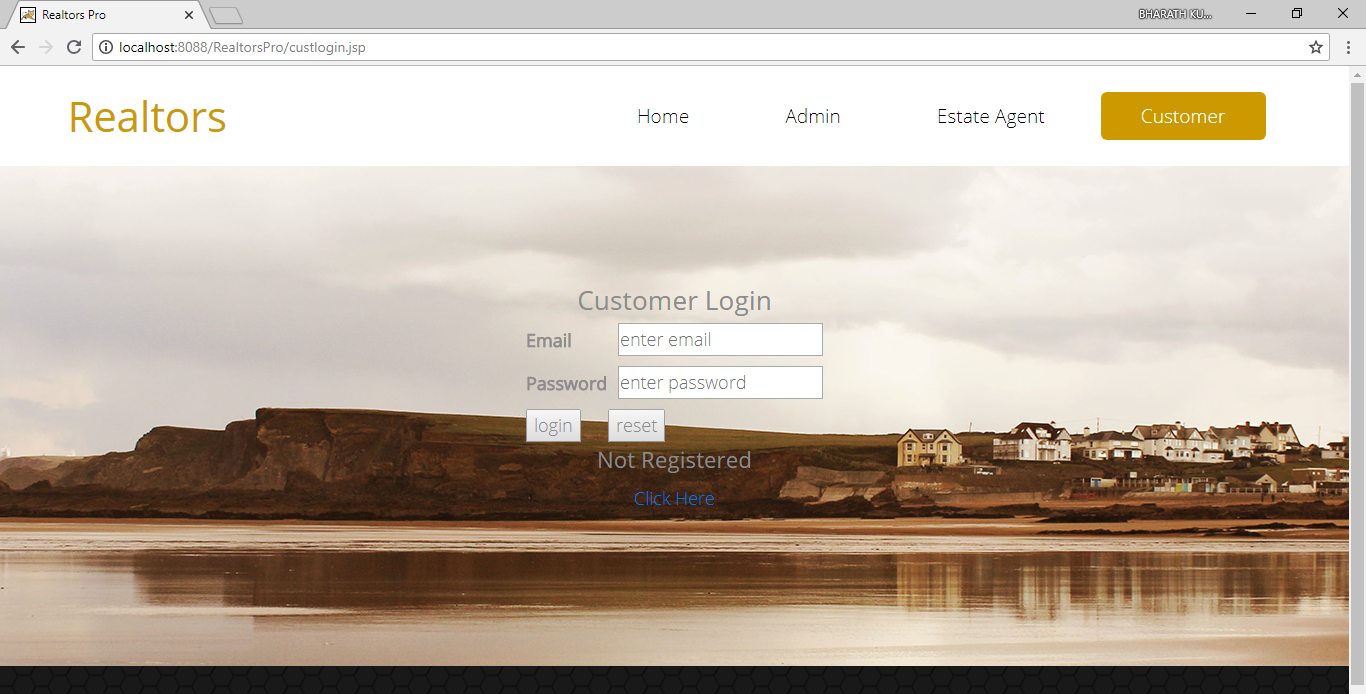 Realtors Pro
BHARATH KU...
localhost:8088/RealtorsPro/custlogin.jsp
Realtors
Home Admin Estate Agent Customer
Customer Login
Email enter email
Password enter password
login reset
Not Registered
Click Here